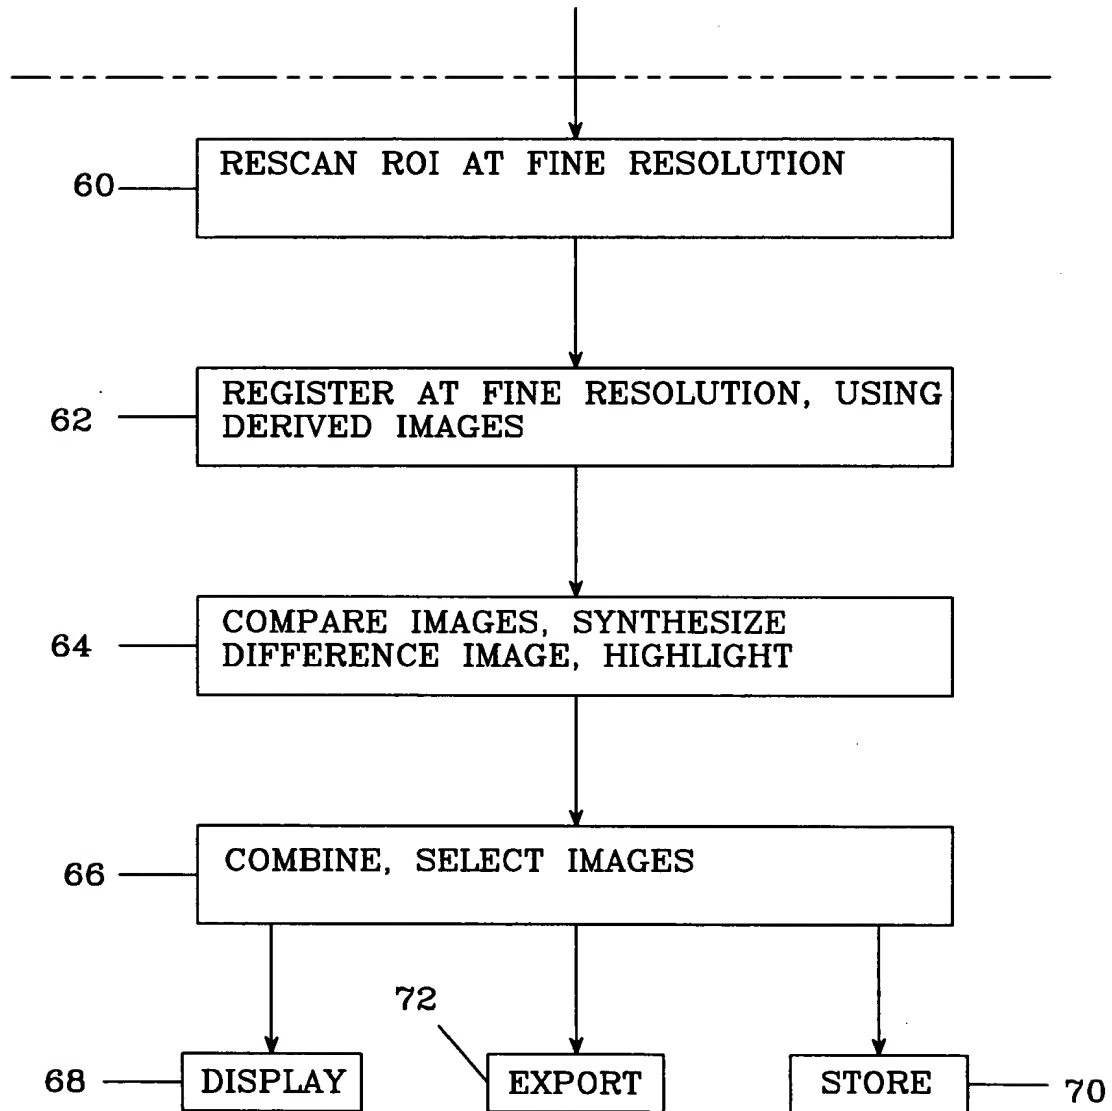 RESCAN ROI AT FINE RESOLUTION
60
REGISTER AT FINE RESOLUTION, USING
DERIVED IMAGES
62
COMPARE IMAGES, SYNTHESIZE
DIFFERENCE IMAGE, HIGHLIGHT
64
COMBINE, SELECT IMAGES
66
72
68
DISPLAY
EXPORT
STORE
70